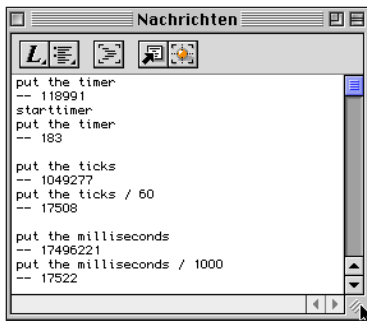 Nachrichten
L
put the timer
-- 118991
starttimer
put the timer
-- 183
put the ticks
-- 1049277
put the ticks / 60
-- 17508
put the milliseconds
-- 17496221
put the milliseconds / 1000
-- 17522